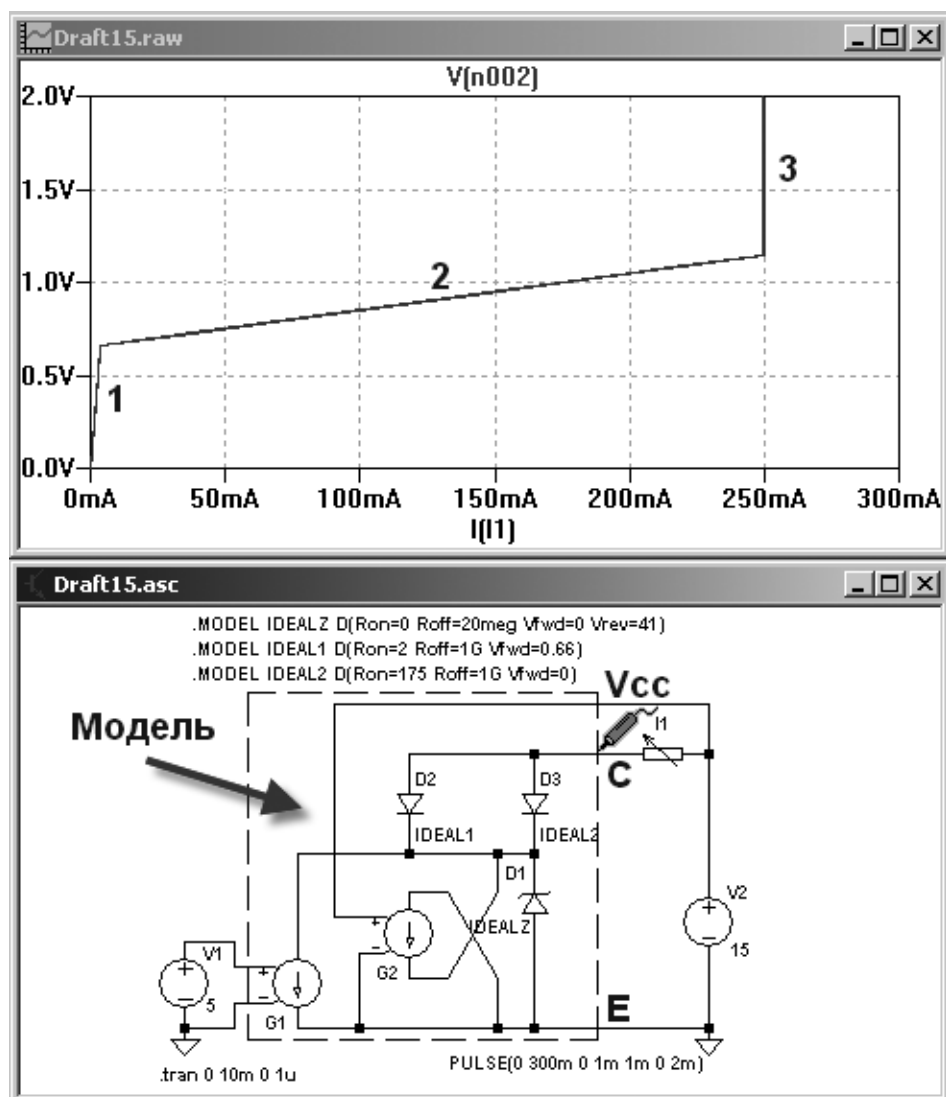 Draft15.raw
V(n002)
2.0V
1.5V
1.0V
0.5V
0.0V
1
2
3
0mA 50mA 100mA 150mA 200mA 250mA 300mA
I(I1)
Draft15.asc
.MODEL IDEALZ D(Ron=0 Roff=20meg Vfwd=0 Vrev=41)
.MODEL IDEAL1 D(Ron=2 Roff=1G Vfwd=0.66)
.MODEL IDEAL2 D(Ron=175 Roff=1G Vfwd=0)
Vcc
Модель
I1
C
D2
D3
IDEAL1
IDEAL2
D1
IDEALZ
V2
15
V1
5
G1
G2
E
.tran 0 10m 0 1u
PULSE(0 300m 0 1m 1m 0 2m)